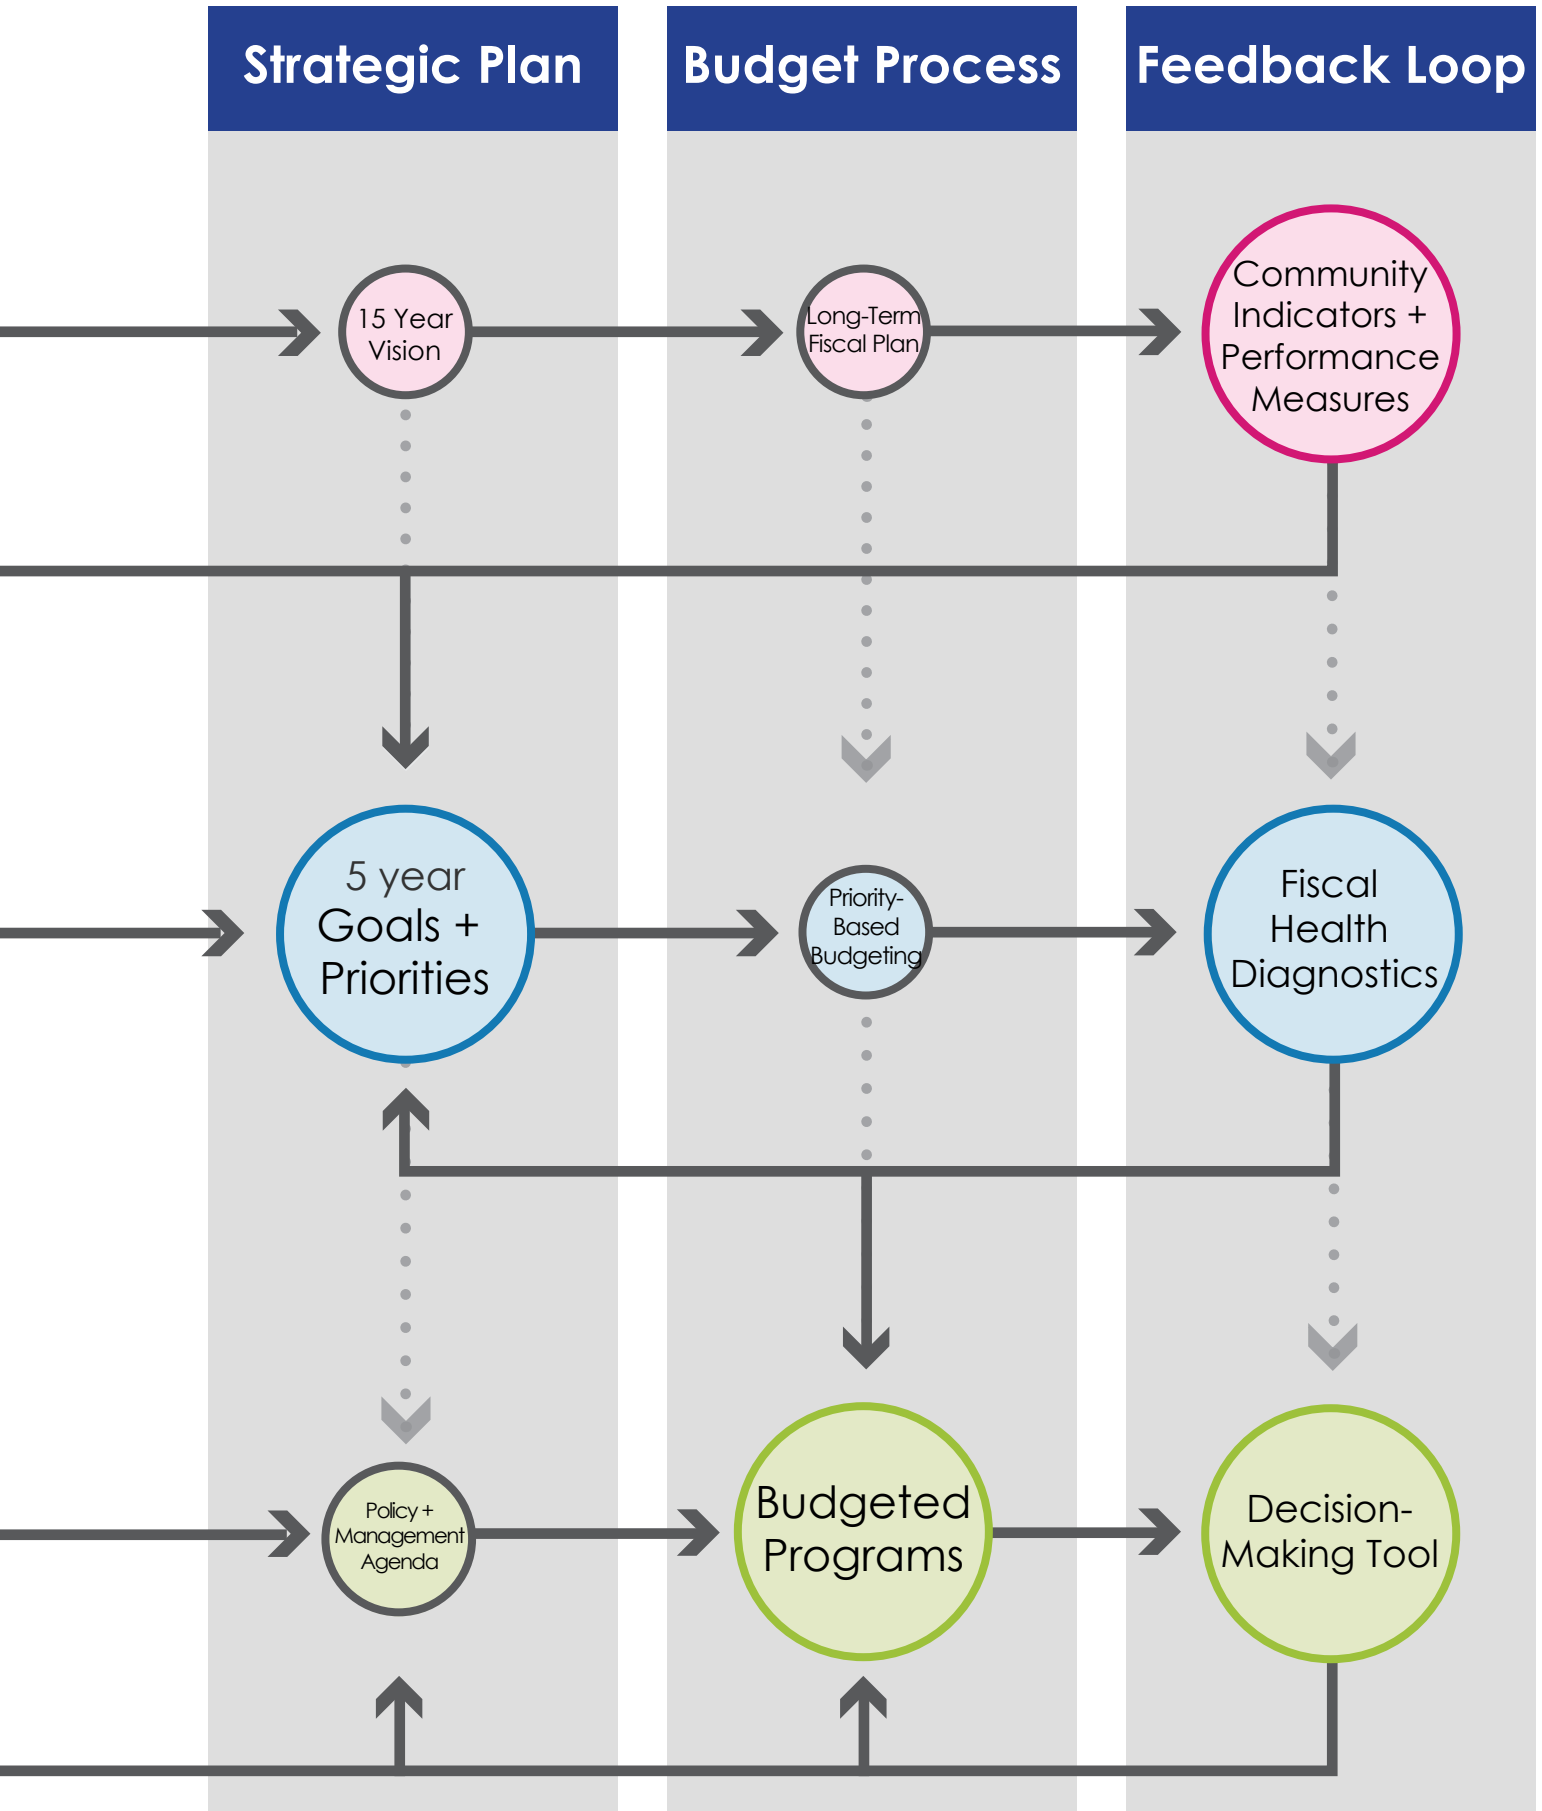 Strategic Plan
Budget Process
Feedback Loop
15 Year
Vision
Long-Term
Fiscal Plan
Community
Indicators +
Performance
Measures
5 year
Goals +
Priorities
Priority-
Based
Budgeting
Fiscal
Health
Diagnostics
Policy +
Management
Agenda
Budgeted
Programs
Decision-
Making Tool